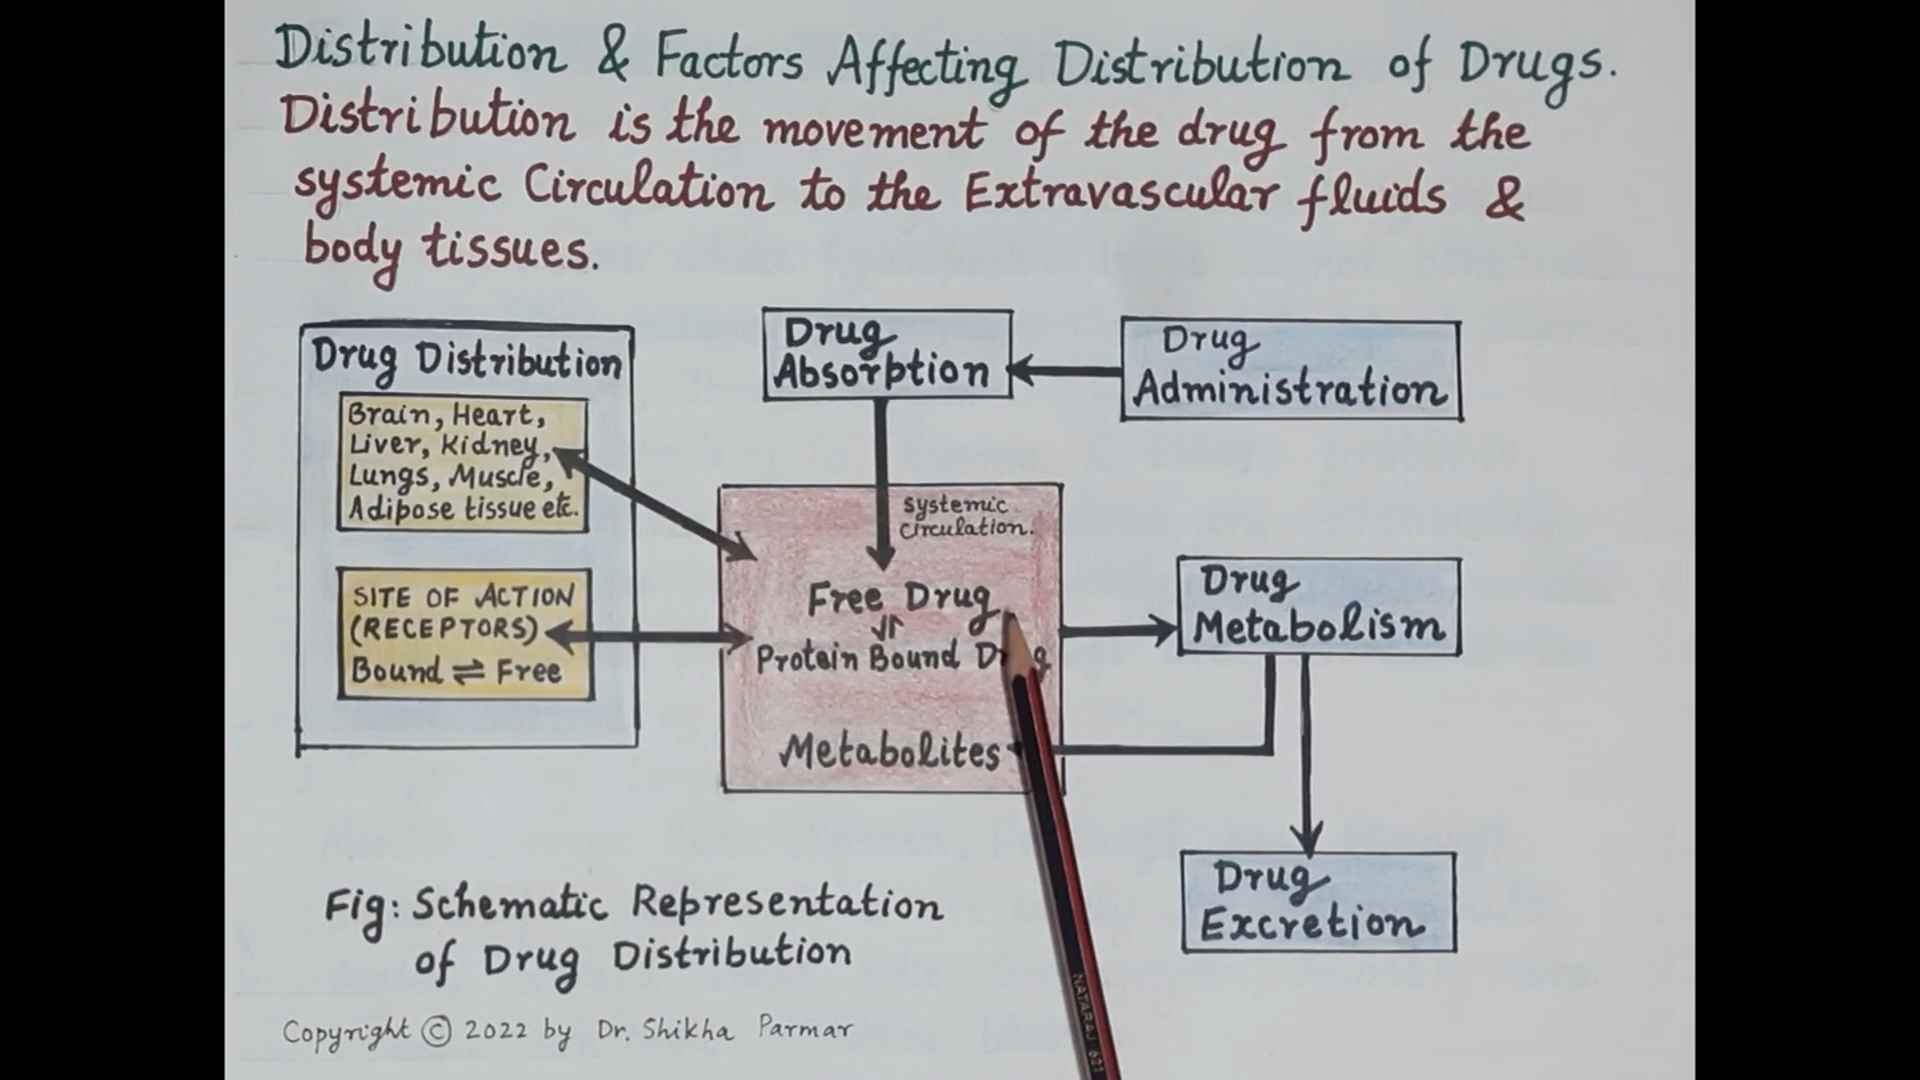 Distribution & Factors Affecting Distribution of Drugs.
Distribution is the movement of the drug from the
systemic Circulation to the Extravascular fluids &
body tissues.
Drug Distribution
Brain, Heart,
Liver, Kidney,
Lungs, Muscle,
Adipose tissue etc.
SITE OF ACTION
(RECEPTORS)
Bound ⇌ Free
Drug
Absorption
Drug
Administration
systemic
circulation.
Free Drug
⇅
Protein Bound Drug
Metabolites
Drug
Metabolism
Drug
Excretion
Fig: Schematic Representation
of Drug Distribution
Copyright © 2022 by Dr. Shikha Parmar
NATARAJ 621